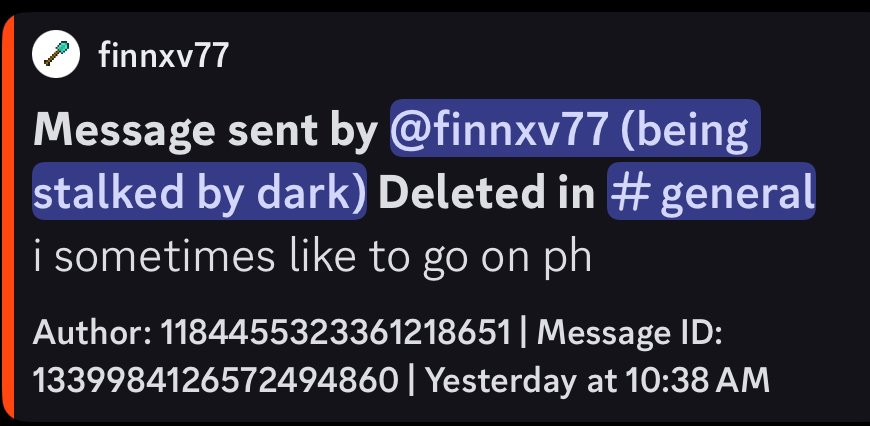 finnxv77
Message sent by @finnxv77 (being
stalked by dark) Deleted in # general
i sometimes like to go on ph
Author: 1184455323361218651 | Message ID:
1339984126572494860 | Yesterday at 10:38 AM